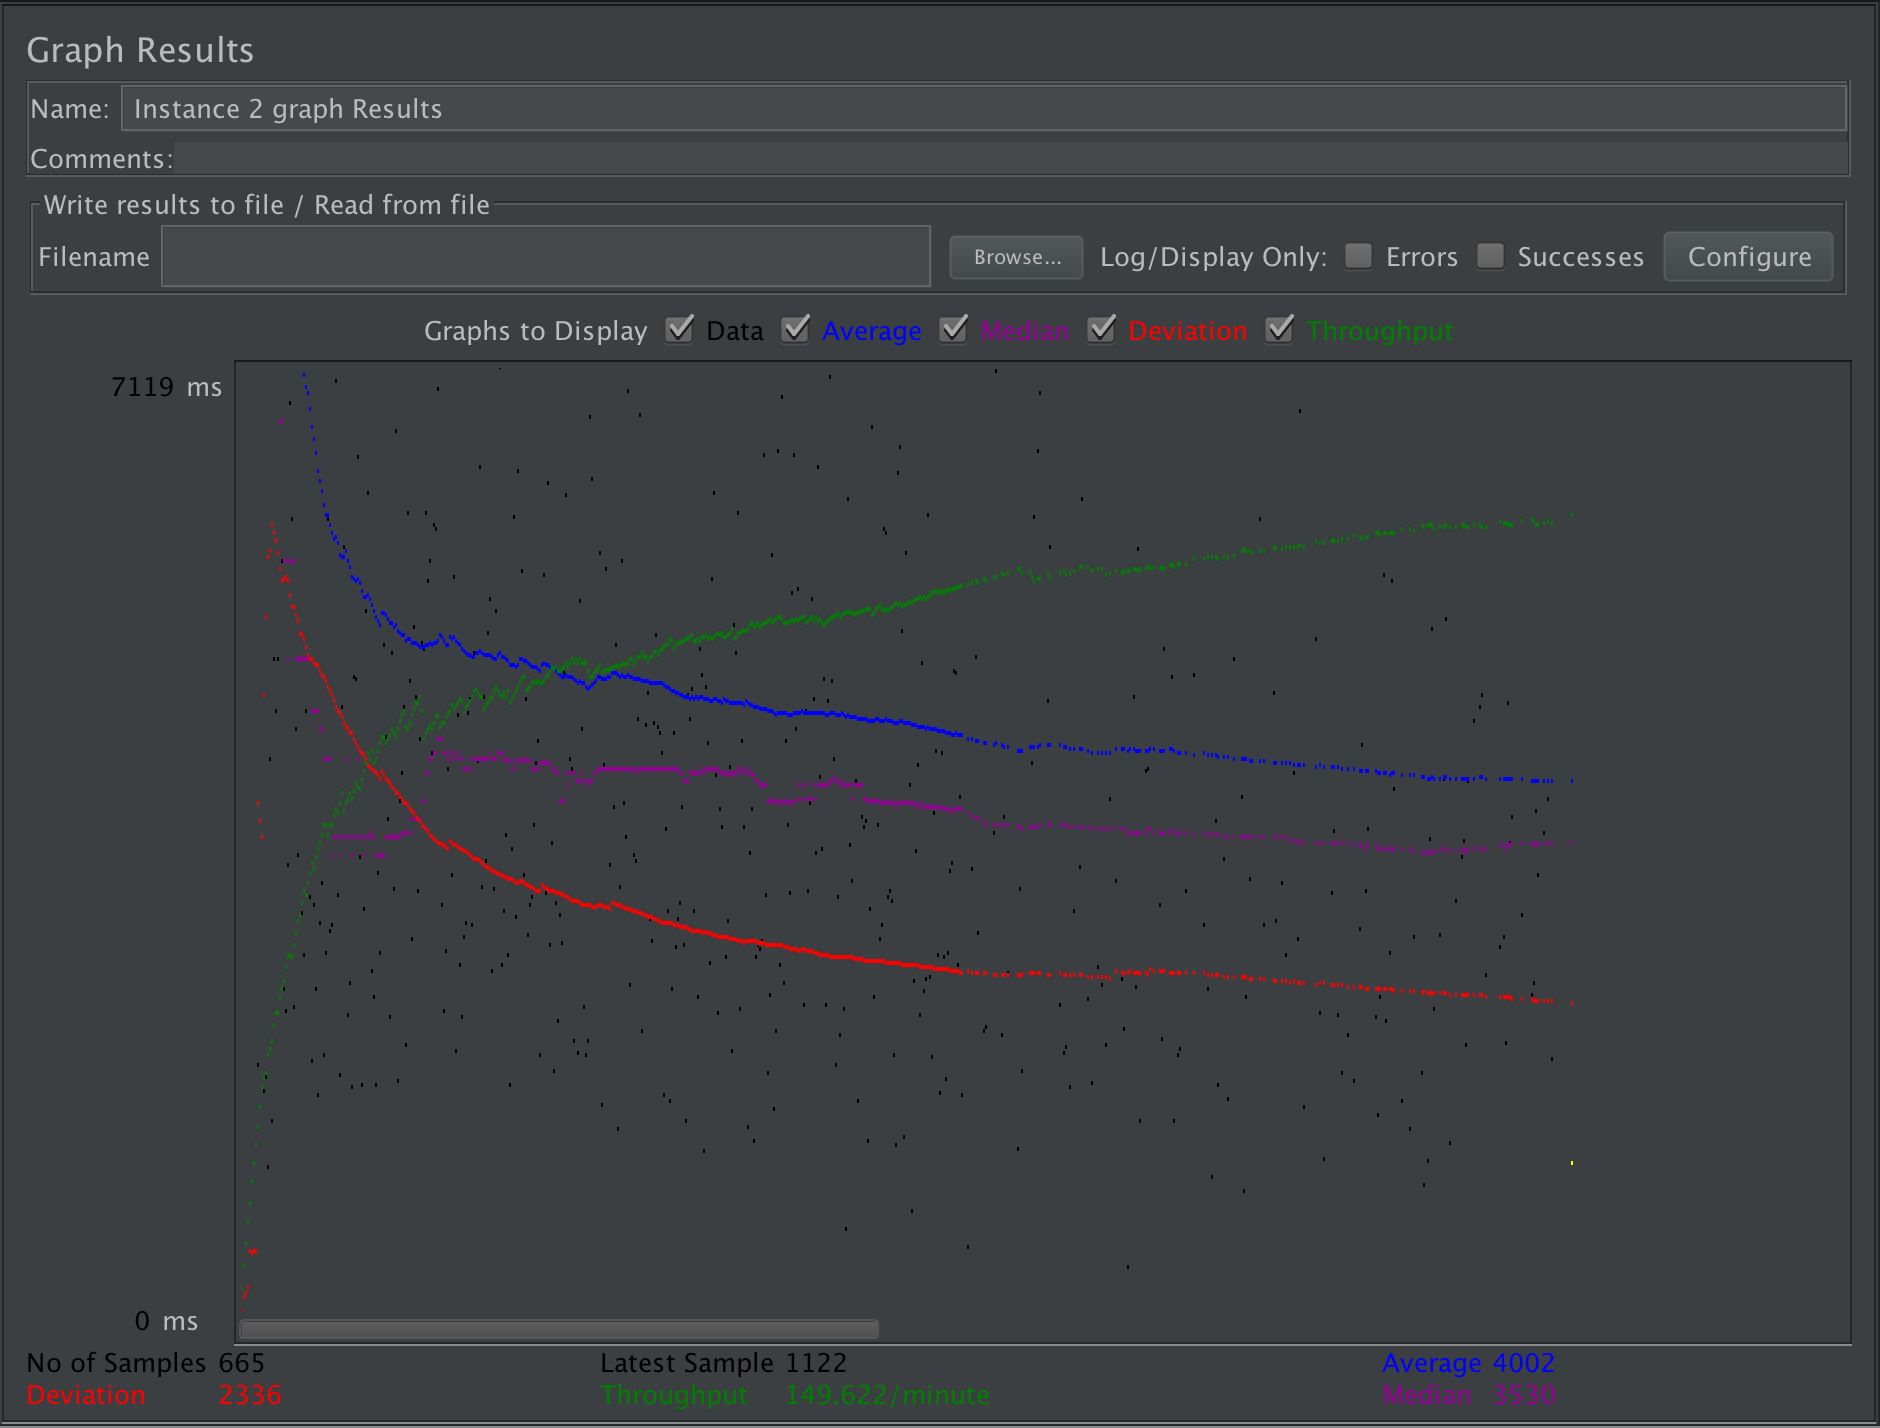 Graph Results
Name: Instance 2 graph Results
Comments:
Write results to file / Read from file
Filename Browse... Log/Display Only: Errors Successes Configure
Graphs to Display Data Average Median Deviation Throughput
7119 ms
0 ms
No of Samples 665 Latest Sample 1122 Average 4002
Deviation 2336 Throughput 149.622/minute Median 3530